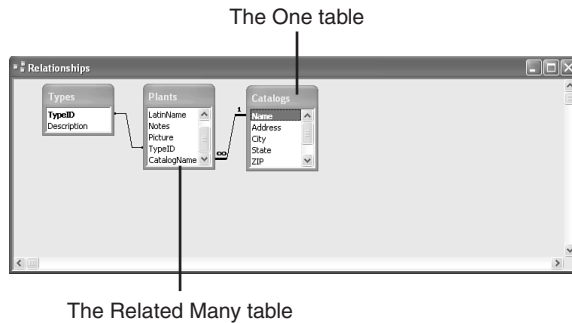 The One table
Relationships
Types
TypeID
Description
Plants
LatinName
Notes
Picture
TypeID
CatalogName
∞
1
Catalogs
Name
Address
City
State
ZIP
The Related Many table